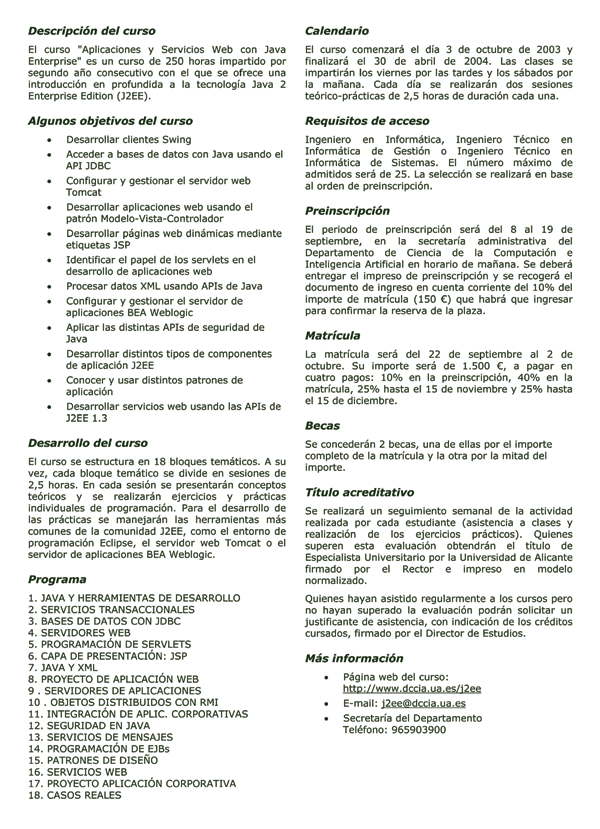 Descripción del curso
El curso "Aplicaciones y Servicios Web con Java
Enterprise" es un curso de 250 horas impartido por
segundo año consecutivo con el que se ofrece una
introducción en profundida a la tecnología Java 2
Enterprise Edition (J2EE).
Algunos objetivos del curso
• Desarrollar clientes Swing
• Acceder a bases de datos con Java usando el
API JDBC
• Configurar y gestionar el servidor web
Tomcat
• Desarrollar aplicaciones web usando el
patrón Modelo-Vista-Controlador
• Desarrollar páginas web dinámicas mediante
etiquetas JSP
• Identificar el papel de los servlets en el
desarrollo de aplicaciones web
• Procesar datos XML usando APIs de Java
• Configurar y gestionar el servidor de
aplicaciones BEA Weblogic
• Aplicar las distintas APIs de seguridad de
Java
• Desarrollar distintos tipos de componentes
de aplicación J2EE
• Conocer y usar distintos patrones de
aplicación
• Desarrollar servicios web usando las APIs de
J2EE 1.3
Desarrollo del curso
El curso se estructura en 18 bloques temáticos. A su
vez, cada bloque temático se divide en sesiones de
2,5 horas. En cada sesión se presentarán conceptos
teóricos y se realizarán ejercicios y prácticas
individuales de programación. Para el desarrollo de
las prácticas se manejarán las herramientas más
comunes de la comunidad J2EE, como el entorno de
programación Eclipse, el servidor web Tomcat o el
servidor de aplicaciones BEA Weblogic.
Programa
1. JAVA Y HERRAMIENTAS DE DESARROLLO
2. SERVICIOS TRANSACCIONALES
3. BASES DE DATOS CON JDBC
4. SERVIDORES WEB
5. PROGRAMACIÓN DE SERVLETS
6. CAPA DE PRESENTACIÓN: JSP
7. JAVA Y XML
8. PROYECTO DE APLICACIÓN WEB
9 . SERVIDORES DE APLICACIONES
10 . OBJETOS DISTRIBUIDOS CON RMI
11. INTEGRACIÓN DE APLIC. CORPORATIVAS
12. SEGURIDAD EN JAVA
13. SERVICIOS DE MENSAJES
14. PROGRAMACIÓN DE EJBs
15. PATRONES DE DISEÑO
16. SERVICIOS WEB
17. PROYECTO APLICACIÓN CORPORATIVA
18. CASOS REALES
Calendario
El curso comenzará el día 3 de octubre de 2003 y
finalizará el 30 de abril de 2004. Las clases se
impartirán los viernes por las tardes y los sábados por
la mañana. Cada día se realizarán dos sesiones
teórico-prácticas de 2,5 horas de duración cada una.
Requisitos de acceso
Ingeniero en Informática, Ingeniero Técnico en
Informática de Gestión o Ingeniero Técnico en
Informática de Sistemas. El número máximo de
admitidos será de 25. La selección se realizará en base
al orden de preinscripción.
Preinscripción
El periodo de preinscripción será del 8 al 19 de
septiembre, en la secretaría administrativa del
Departamento de Ciencia de la Computación e
Inteligencia Artificial en horario de mañana. Se deberá
entregar el impreso de preinscripción y se recogerá el
documento de ingreso en cuenta corriente del 10% del
importe de matrícula (150 €) que habrá que ingresar
para confirmar la reserva de la plaza.
Matrícula
La matrícula será del 22 de septiembre al 2 de
octubre. Su importe será de 1.500 €, a pagar en
cuatro pagos: 10% en la preinscripción, 40% en la
matrícula, 25% hasta el 15 de noviembre y 25% hasta
el 15 de diciembre.
Becas
Se concederán 2 becas, una de ellas por el importe
completo de la matrícula y la otra por la mitad del
importe.
Título acreditativo
Se realizará un seguimiento semanal de la actividad
realizada por cada estudiante (asistencia a clases y
realización de los ejercicios prácticos). Quienes
superen esta evaluación obtendrán el título de
Especialista Universitario por la Universidad de Alicante
firmado por el Rector e impreso en modelo
normalizado.
Quienes hayan asistido regularmente a los cursos pero
no hayan superado la evaluación podrán solicitar un
justificante de asistencia, con indicación de los créditos
cursados, firmado por el Director de Estudios.
Más información
• Página web del curso:
http://www.dccia.ua.es/j2ee
• E-mail: j2ee@dccia.ua.es
• Secretaría del Departamento
Teléfono: 965903900